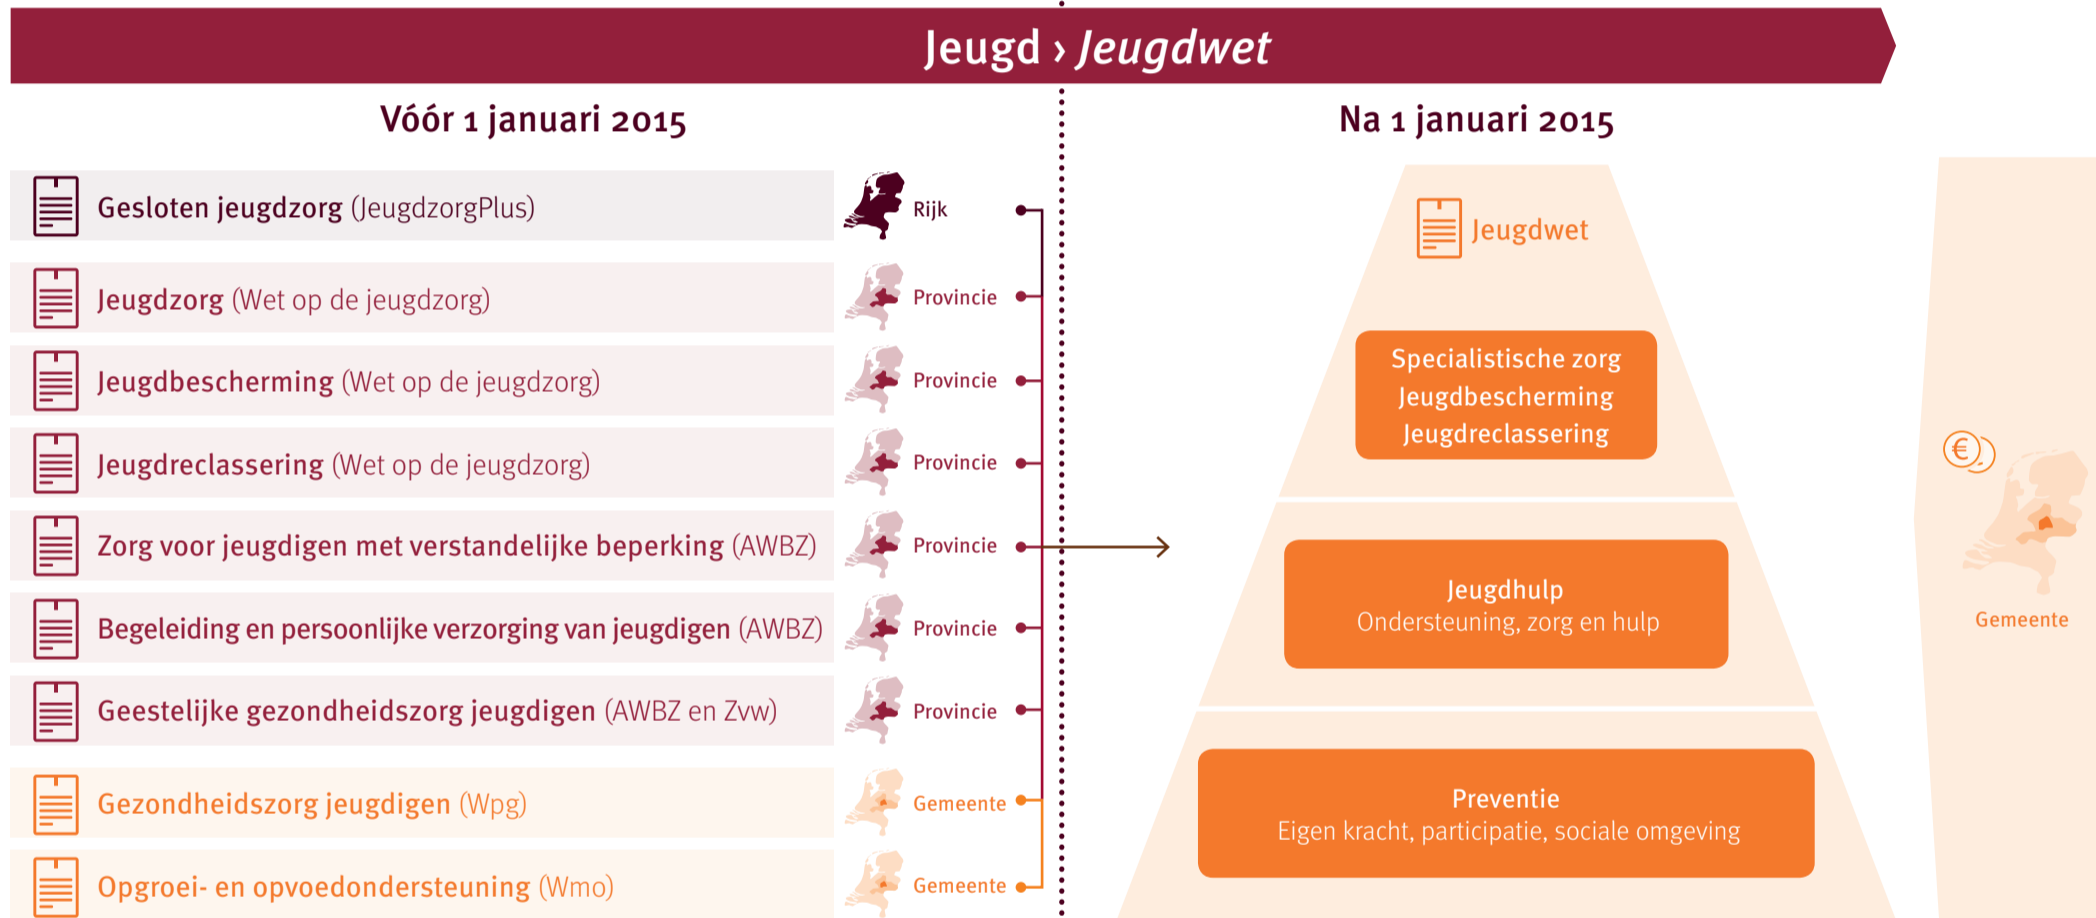 Jeugd › Jeugdwet
Vóór 1 januari 2015
Gesloten jeugdzorg (JeugdzorgPlus)
Rijk
Jeugdzorg (Wet op de jeugdzorg)
Provincie
Jeugdbescherming (Wet op de jeugdzorg)
Provincie
Jeugdreclassering (Wet op de jeugdzorg)
Provincie
Zorg voor jeugdigen met verstandelijke beperking (AWBZ)
Provincie
Begeleiding en persoonlijke verzorging van jeugdigen (AWBZ)
Provincie
Geestelijke gezondheidszorg jeugdigen (AWBZ en Zvw)
Provincie
Gezondheidszorg jeugdigen (Wpg)
Gemeente
Opgroei- en opvoedondersteuning (Wmo)
Gemeente
Na 1 januari 2015
Jeugdwet
Specialistische zorg
Jeugdbescherming
Jeugdreclassering
Jeugdhulp
Ondersteuning, zorg en hulp
Preventie
Eigen kracht, participatie, sociale omgeving
€
Gemeente